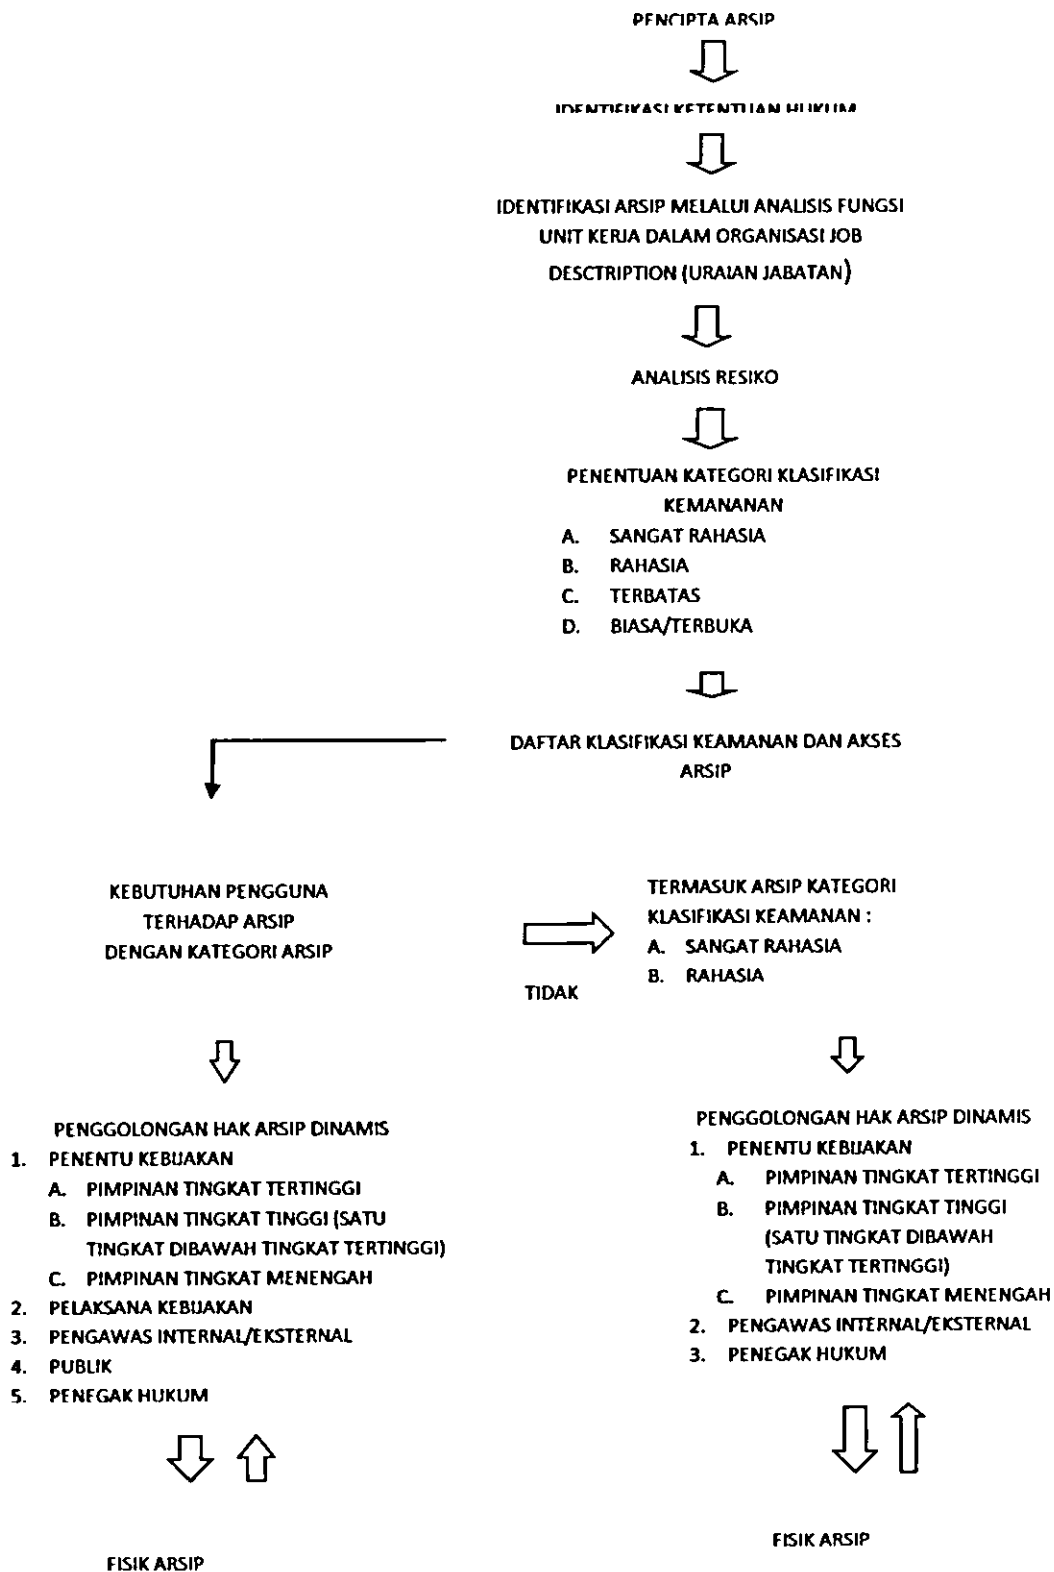 PENCIPTA ARSIP
IDENTIFIKASI KETENTUAN HUKUM
IDENTIFIKASI ARSIP MELALUI ANALISIS FUNGSI
UNIT KERJA DALAM ORGANISASI JOB
DESCTRIPTION (URAIAN JABATAN)
ANALISIS RESIKO
PENENTUAN KATEGORI KLASIFIKASI
KEMANANAN
A. SANGAT RAHASIA
B. RAHASIA
C. TERBATAS
D. BIASA/TERBUKA
DAFTAR KLASIFIKASI KEAMANAN DAN AKSES
ARSIP
KEBUTUHAN PENGGUNA
TERHADAP ARSIP
DENGAN KATEGORI ARSIP
TIDAK
TERMASUK ARSIP KATEGORI
KLASIFIKASI KEAMANAN :
A. SANGAT RAHASIA
B. RAHASIA
PENGGOLONGAN HAK ARSIP DINAMIS
1. PENENTU KEBIJAKAN
A. PIMPINAN TINGKAT TERTINGGI
B. PIMPINAN TINGKAT TINGGI (SATU
TINGKAT DIBAWAH TINGKAT TERTINGGI)
C. PIMPINAN TINGKAT MENENGAH
2. PELAKSANA KEBIJAKAN
3. PENGAWAS INTERNAL/EKSTERNAL
4. PUBLIK
5. PENEGAK HUKUM
FISIK ARSIP
PENGGOLONGAN HAK ARSIP DINAMIS
1. PENENTU KEBIJAKAN
A. PIMPINAN TINGKAT TERTINGGI
B. PIMPINAN TINGKAT TINGGI
(SATU TINGKAT DIBAWAH
TINGKAT TERTINGGI)
C. PIMPINAN TINGKAT MENENGAH
2. PENGAWAS INTERNAL/EKSTERNAL
3. PENEGAK HUKUM
FISIK ARSIP